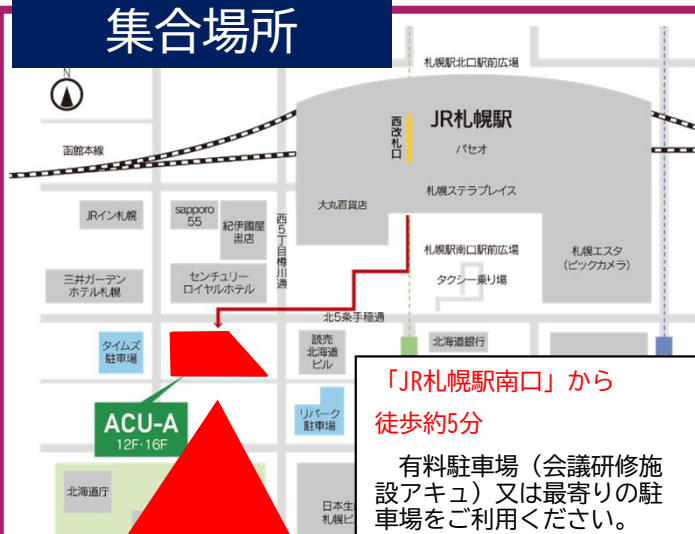 集合場所
N
札幌駅北口駅前広場
JR札幌駅
西改札口
パセオ
函館本線
札幌ステラプレイス
大丸百貨店
JRイン札幌
sapporo
55
紀伊國屋
書店
西5丁目樽川通
札幌駅南口駅前広場
札幌エスタ
(ビックカメラ)
タクシー乗り場
三井ガーデン
ホテル札幌
センチュリー
ロイヤルホテル
北5条手稲通
タイムズ
駐車場
読売
北海道
ビル
北海道銀行
ACU-A
12F・16F
リパーク
駐車場
北海道庁
日本生
札幌ビ
「JR札幌駅南口」から
徒歩約5分
有料駐車場（会議研修施
設アキュ）又は最寄りの駐
車場をご利用ください。